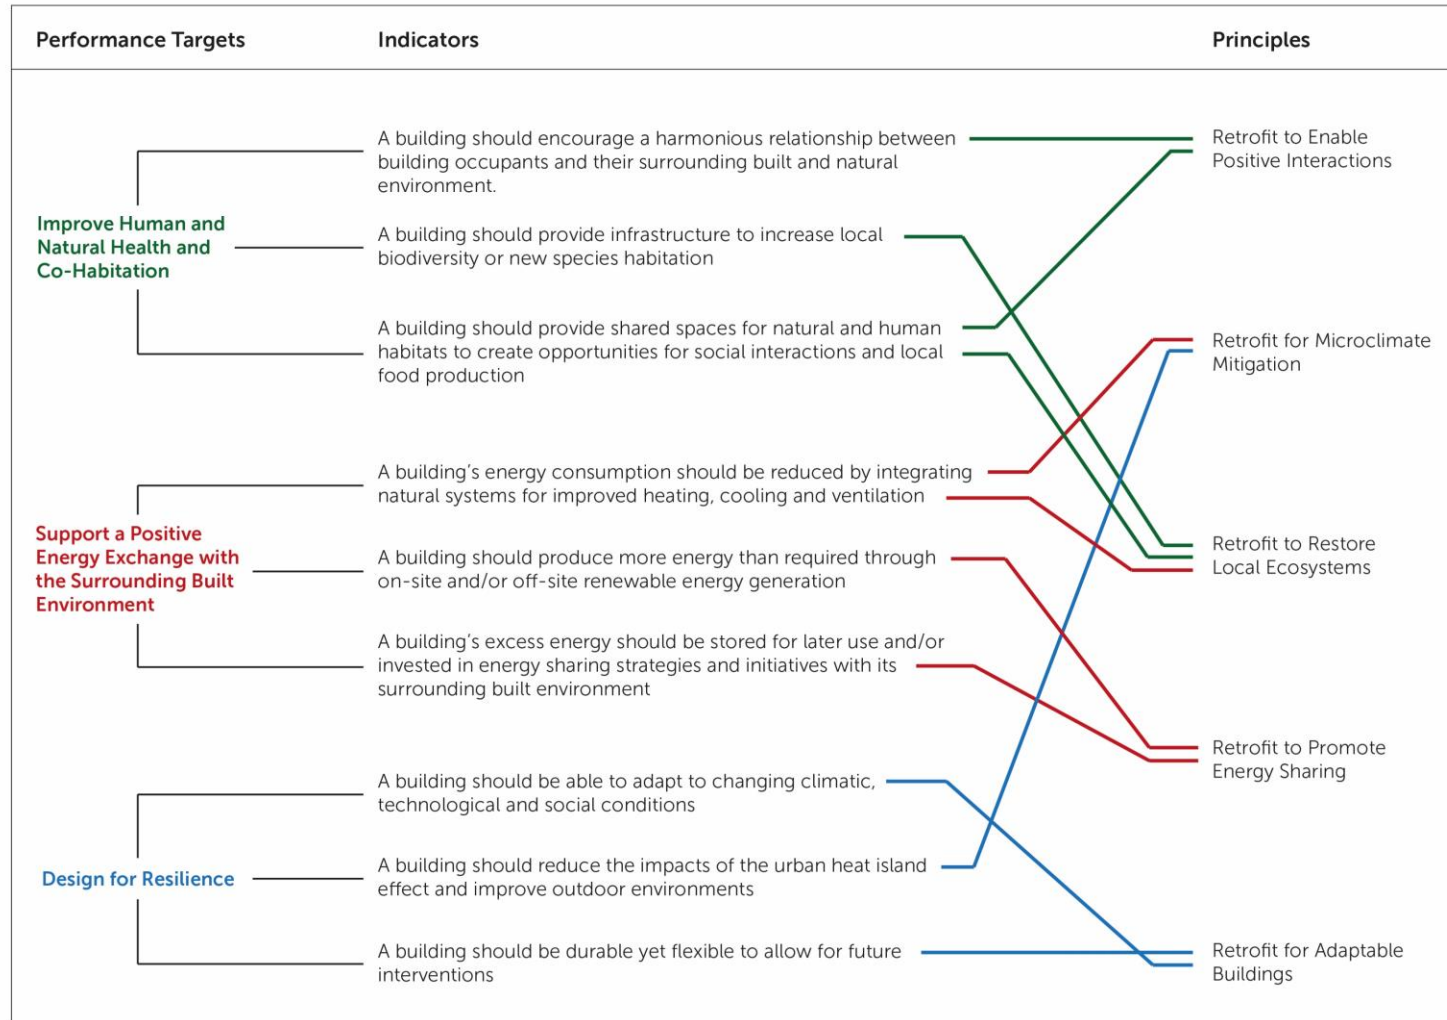 Performance Targets
Indicators
Principles
A building should encourage a harmonious relationship between
building occupants and their surrounding built and natural
environment.
Retrofit to Enable
Positive Interactions
Improve Human and
Natural Health and
Co-Habitation
A building should provide infrastructure to increase local
biodiversity or new species habitation
A building should provide shared spaces for natural and human
habitats to create opportunities for social interactions and local
food production
Retrofit for Microclimate
Mitigation
A building’s energy consumption should be reduced by integrating
natural systems for improved heating, cooling and ventilation
Support a Positive
Energy Exchange with
the Surrounding Built
Environment
A building should produce more energy than required through
on-site and/or off-site renewable energy generation
Retrofit to Restore
Local Ecosystems
A building’s excess energy should be stored for later use and/or
invested in energy sharing strategies and initiatives with its
surrounding built environment
Retrofit to Promote
Energy Sharing
A building should be able to adapt to changing climatic,
technological and social conditions
Design for Resilience
A building should reduce the impacts of the urban heat island
effect and improve outdoor environments
A building should be durable yet flexible to allow for future
interventions
Retrofit for Adaptable
Buildings